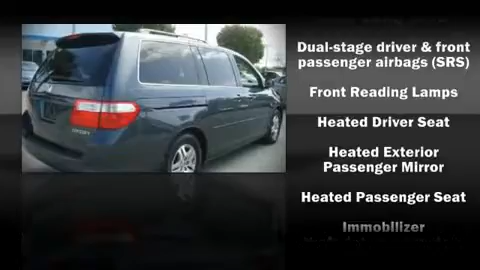 Dual-stage driver & front
passenger airbags (SRS)
Front Reading Lamps
Heated Driver Seat
Heated Exterior
Passenger Mirror
Heated Passenger Seat
Immobilizer